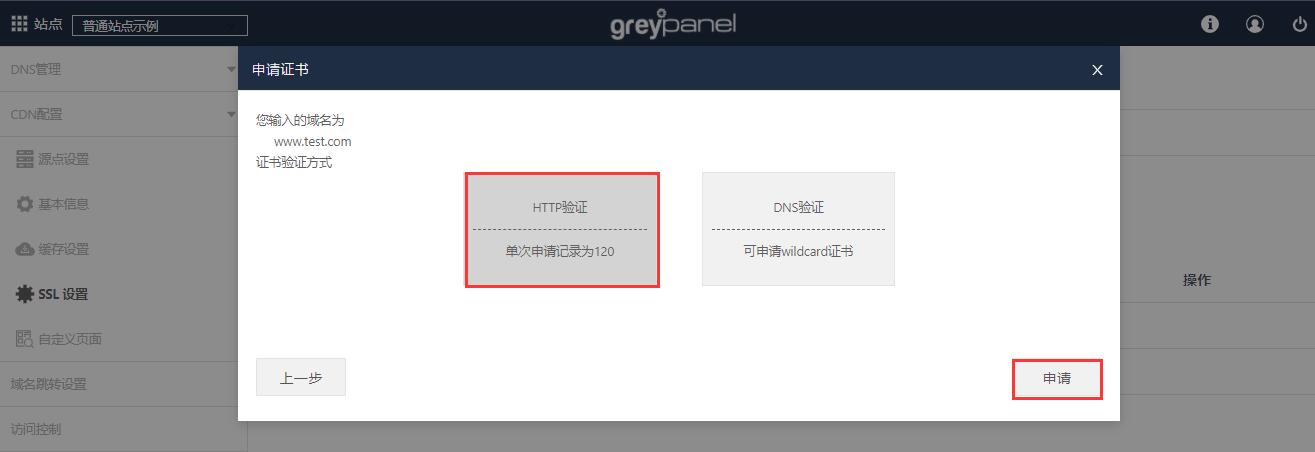 站点
普通站点示例
greypanel
DNS管理
CDN配置
源点设置
基本信息
缓存设置
SSL 设置
自定义页面
域名跳转设置
访问控制
申请证书
X
您输入的域名为
www.test.com
证书验证方式
HTTP验证
单次申请记录为120
DNS验证
可申请wildcard证书
上一步
申请
操作